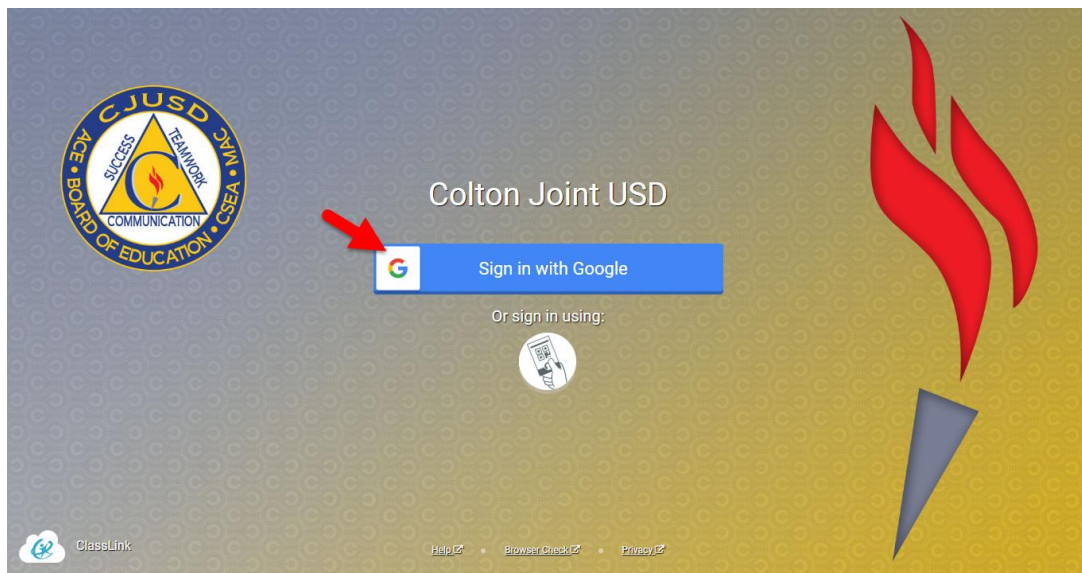 CJUSD
ACE • BOARD OF EDUCATION • CSEA • MAC
SUCCESS
TEAMWORK
C
COMMUNICATION
Colton Joint USD
G
Sign in with Google
Or sign in using:
ClassLink
Help • Browser Check • Privacy